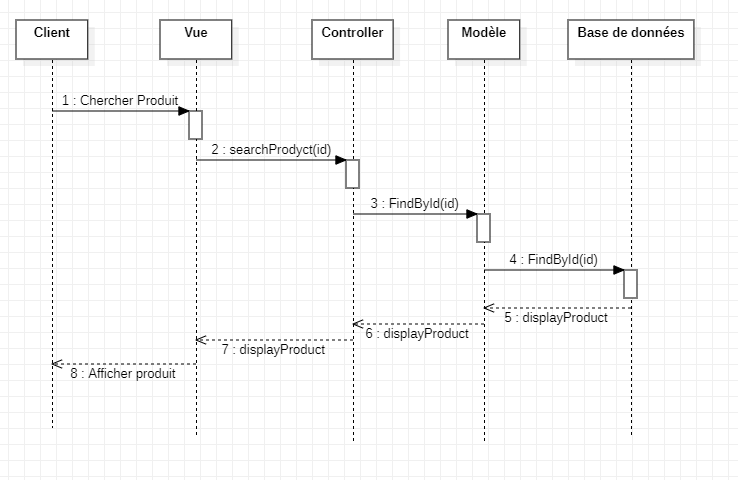 Client
Vue
Controller
Modèle
Base de données
1 : Chercher Produit
2 : searchProdyct(id)
3 : FindById(id)
4 : FindById(id)
5 : displayProduct
6 : displayProduct
7 : displayProduct
8 : Afficher produit